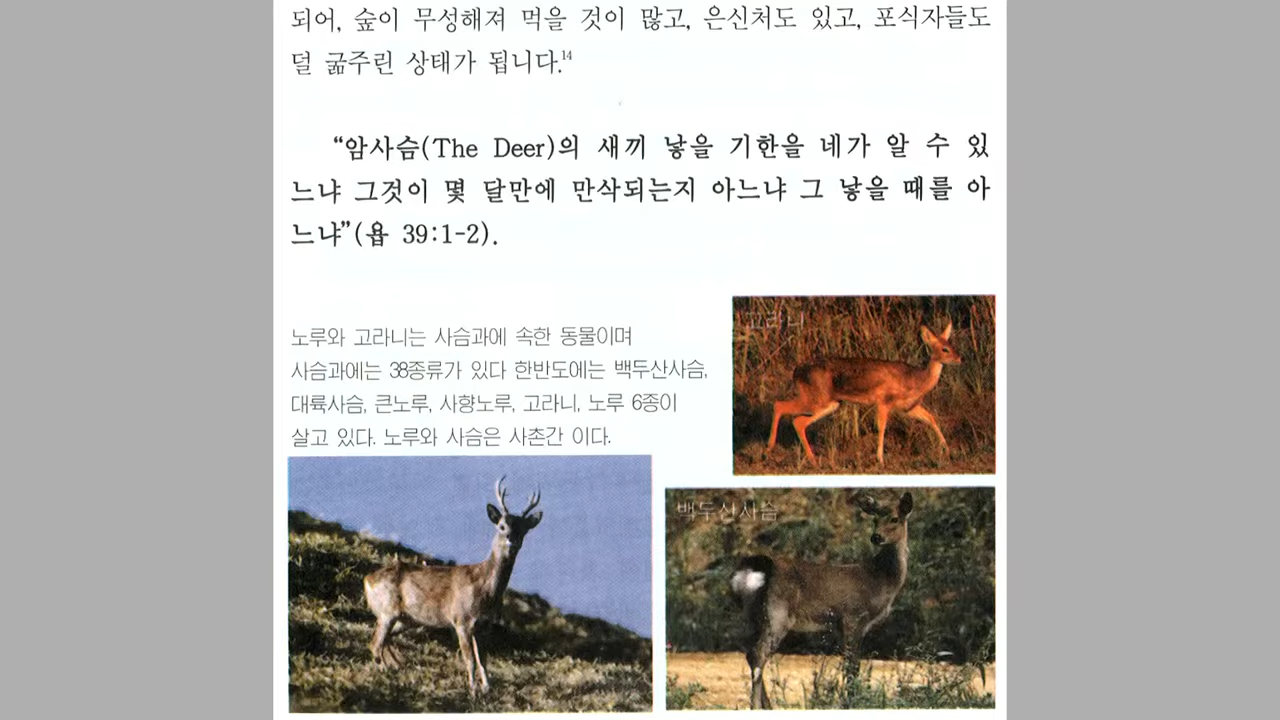 되어, 숲이 무성해져 먹을 것이 많고, 은신처도 있고, 포식자들도
덜 굶주린 상태가 됩니다.14
“암사슴(The Deer)의 새끼 낳을 기한을 네가 알 수 있
느냐 그것이 몇 달만에 만삭되는지 아느냐 그 낳을 때를 아
느냐”(욥 39:1-2).
고라니
노루와 고라니는 사슴과에 속한 동물이며
사슴과에는 38종류가 있다 한반도에는 백두산사슴,
대륙사슴, 큰노루, 사향노루, 고라니, 노루 6종이
살고 있다. 노루와 사슴은 사촌간 이다.
백두산사슴